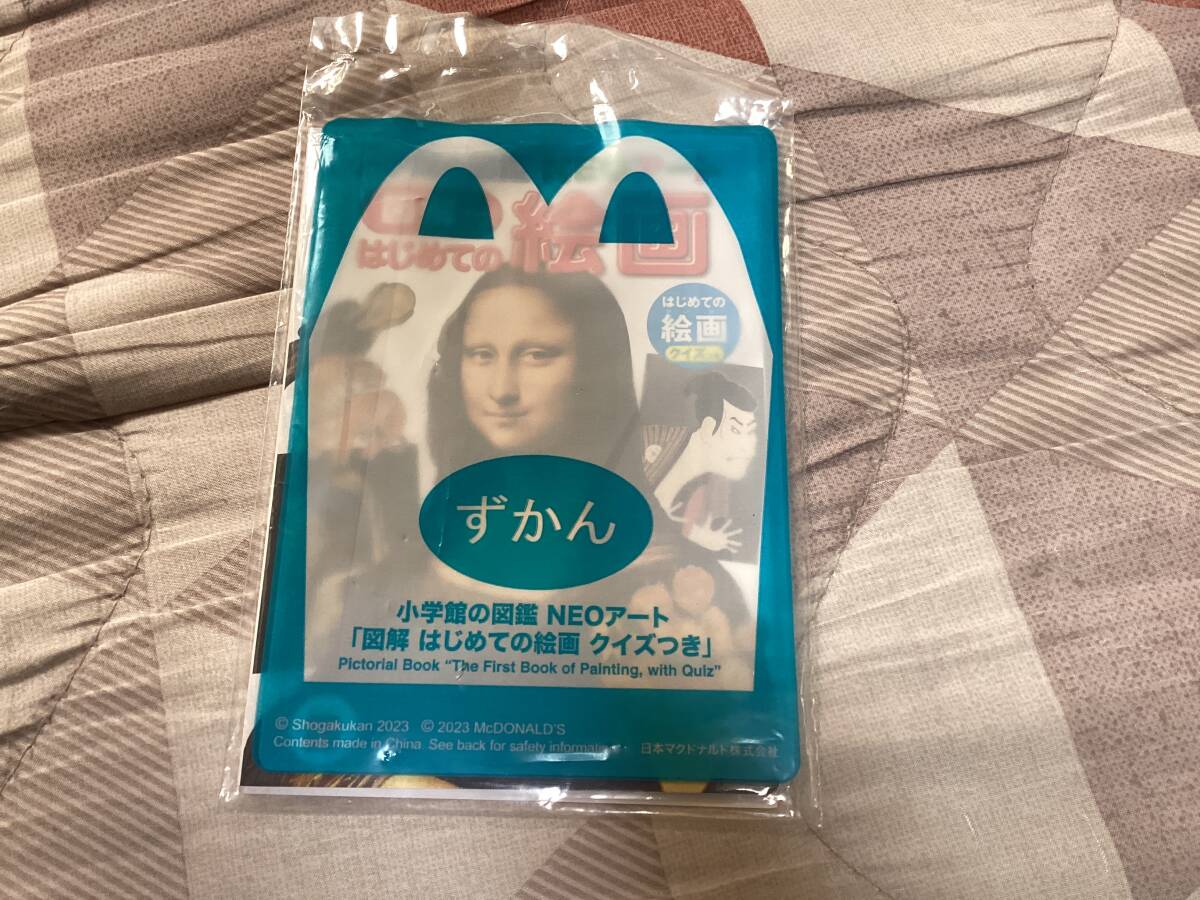 はじめての 絵画
はじめての
絵画
クイズ
ずかん
小学館の図鑑 NEOアート
「図解 はじめての絵画 クイズつき」
Pictorial Book “The First Book of Painting, with Quiz”
© Shogakukan 2023 © 2023 McDONALD'S
Contents made in China. See back for safety information. 日本マクドナルド株式会社